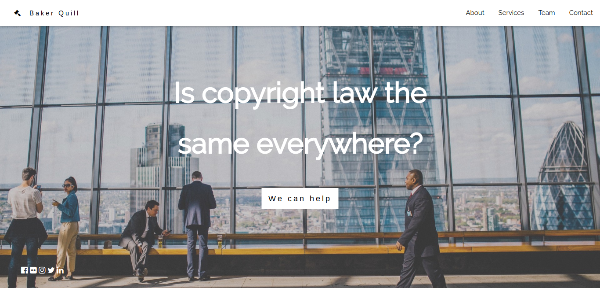 Baker Quill
About Services Team Contact
Is copyright law the
same everywhere?
We can help